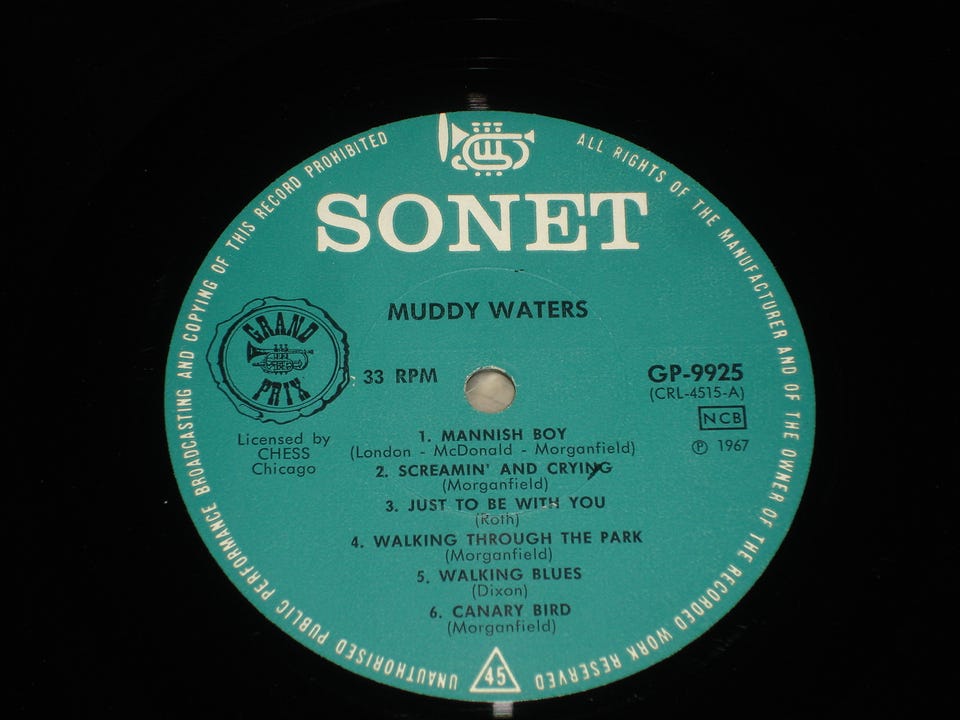 ALL RIGHTS OF THE MANUFACTURER AND OF THE OWNER OF THE RECORDED WORK RESERVED
UNAUTHORISED PUBLIC PERFORMANCE BROADCASTING AND COPYING OF THIS RECORD PROHIBITED
SONET
MUDDY WATERS
GRAND
PRIX
33 RPM
GP-9925
(CRL-4515-A)
NCB
Ⓟ 1967
Licensed by
CHESS
Chicago
1. MANNISH BOY
(London - McDonald - Morganfield)
2. SCREAMIN' AND CRYING
(Morganfield)
3. JUST TO BE WITH YOU
(Roth)
4. WALKING THROUGH THE PARK
(Morganfield)
5. WALKING BLUES
(Dixon)
6. CANARY BIRD
(Morganfield)
45